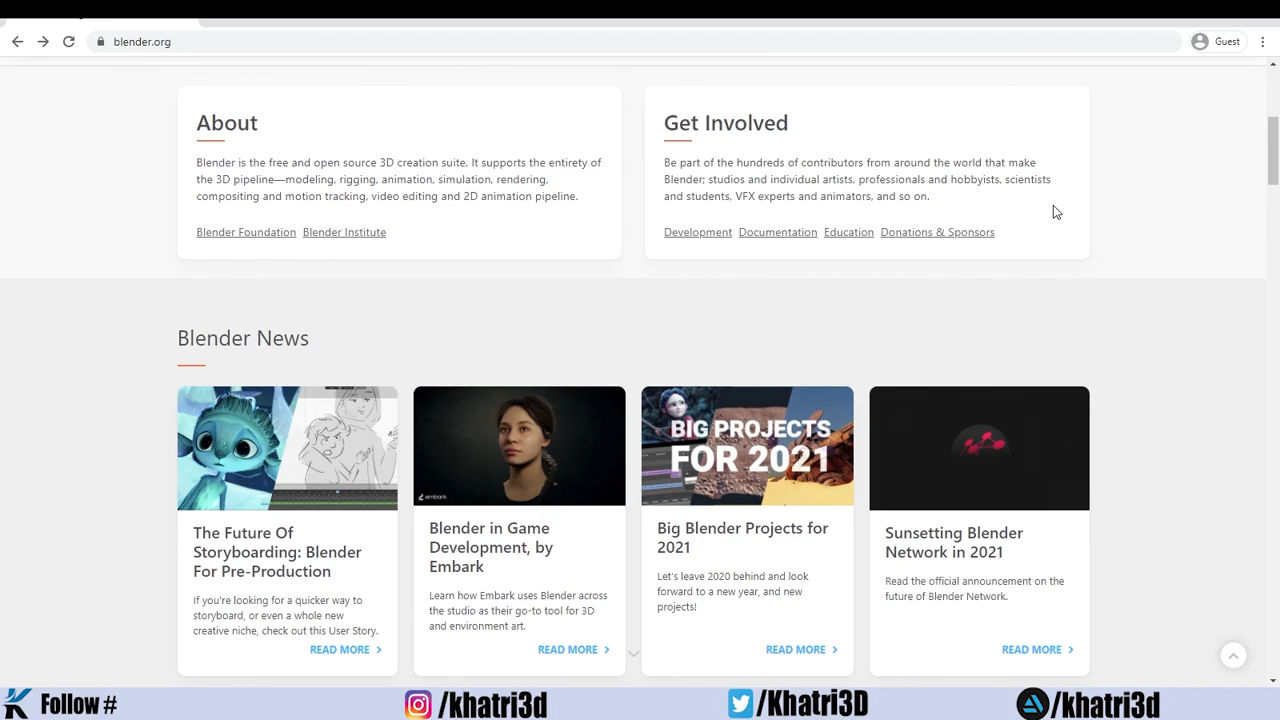 blender.org
Guest
About
Blender is the free and open source 3D creation suite. It supports the entirety of
the 3D pipeline—modeling, rigging, animation, simulation, rendering,
compositing and motion tracking, video editing and 2D animation pipeline.
Blender Foundation Blender Institute
Get Involved
Be part of the hundreds of contributors from around the world that make
Blender; studios and individual artists, professionals and hobbyists, scientists
and students, VFX experts and animators, and so on.
Development Documentation Education Donations & Sponsors
Blender News
embark
BIG PROJECTS
FOR 2021
The Future Of
Storyboarding: Blender
For Pre-Production
If you're looking for a quicker way to
storyboard, or even a whole new
creative niche, check out this User Story.
READ MORE
Blender in Game
Development, by
Embark
Learn how Embark uses Blender across
the studio as their go-to tool for 3D
and environment art.
READ MORE
Big Blender Projects for
2021
Let's leave 2020 behind and look
forward to a new year, and new
projects!
READ MORE
Sunsetting Blender
Network in 2021
Read the official announcement on the
future of Blender Network.
READ MORE
Follow #
/khatri3d
/Khatri3D
/khatri3d